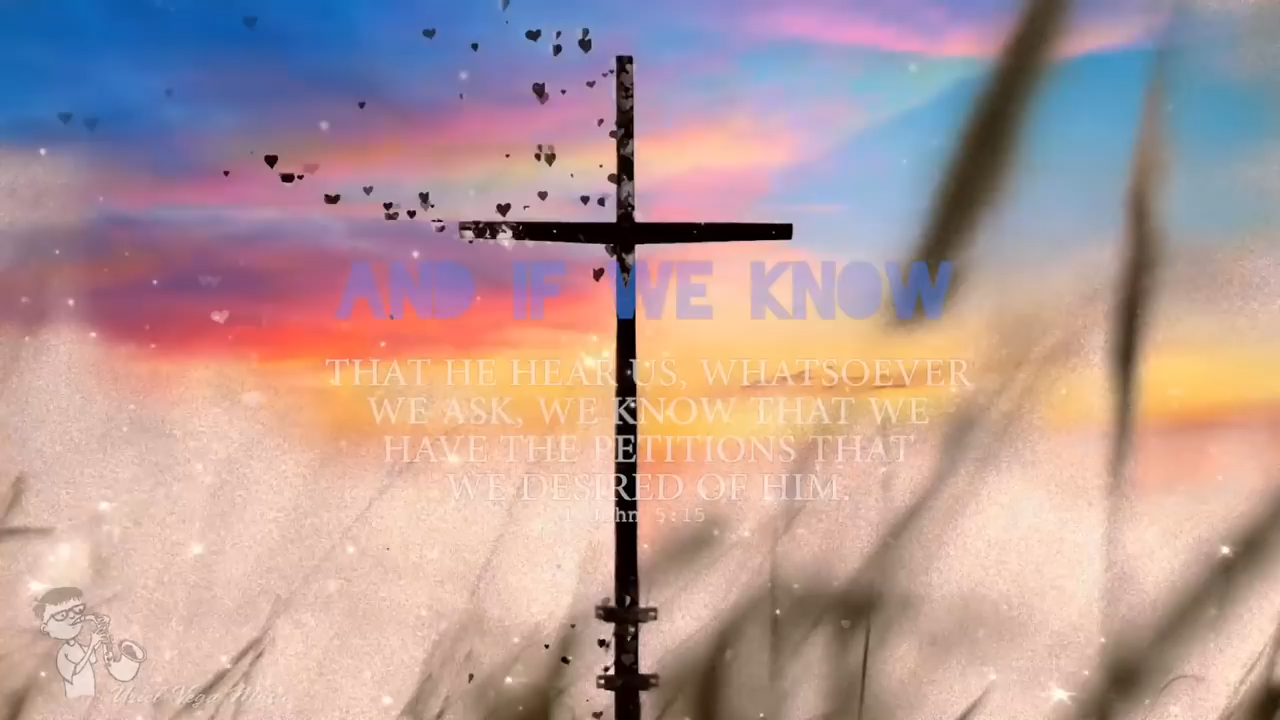 AND IF WE KNOW
THAT HE HEAR US, WHATSOEVER
WE ASK, WE KNOW THAT WE
HAVE THE PETITIONS THAT
WE DESIRED OF HIM.
1 John 5:15
Vega